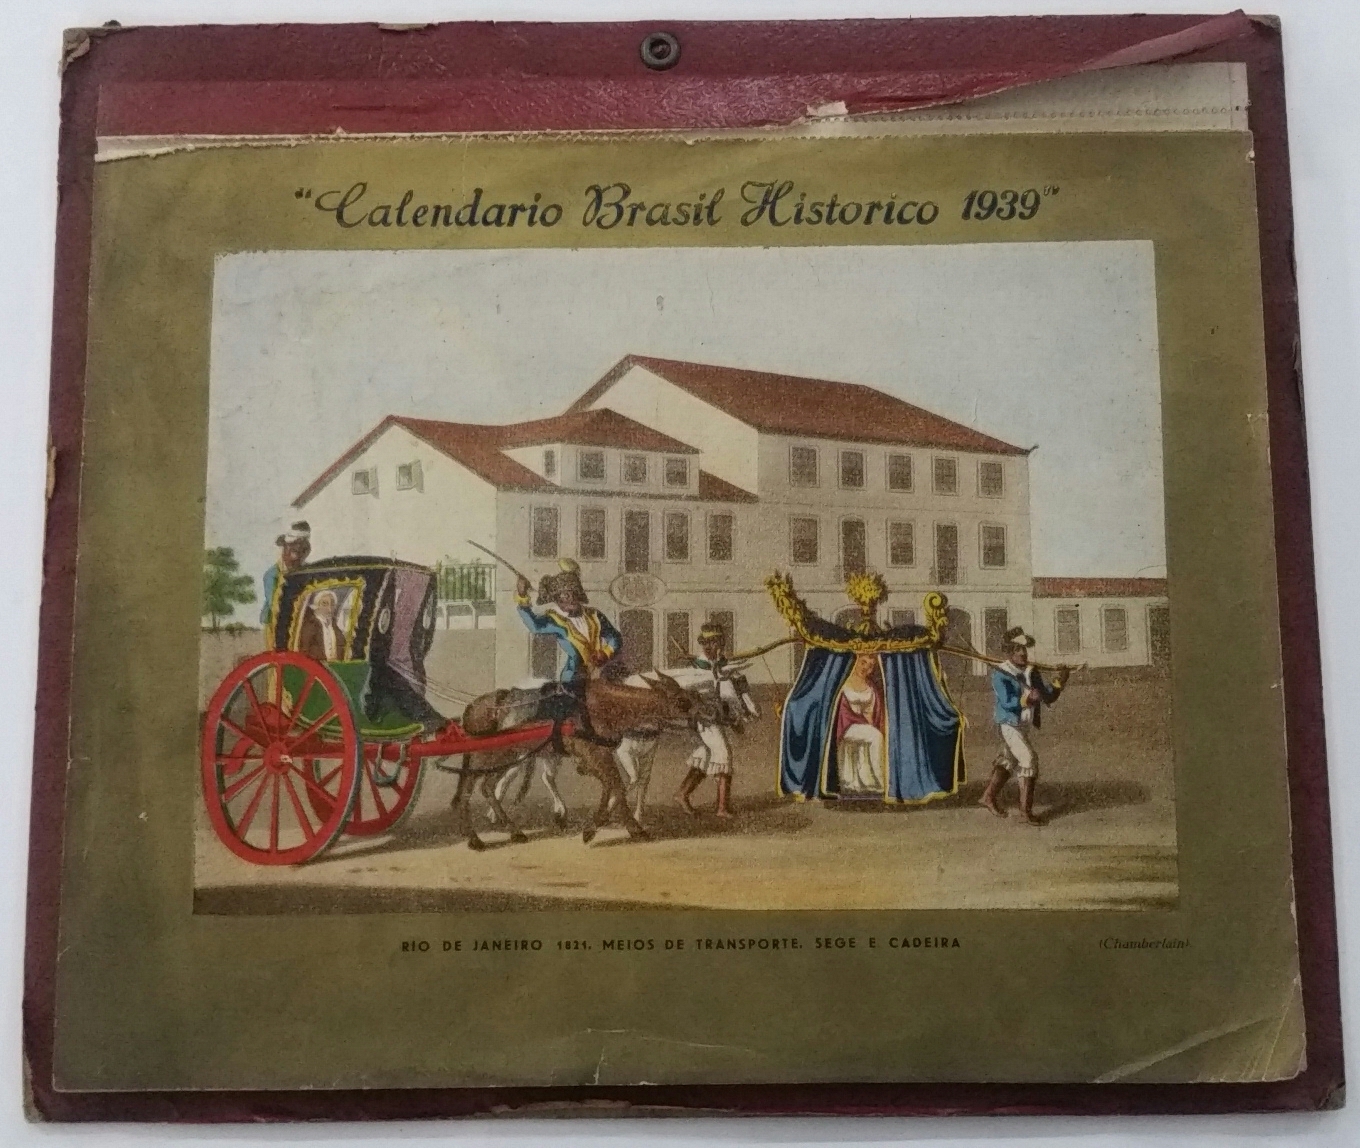 "Calendario Brasil Historico 1939"
RIO DE JANEIRO 1821. MEIOS DE TRANSPORTE. SEGE E CADEIRA
(Chamberlain)